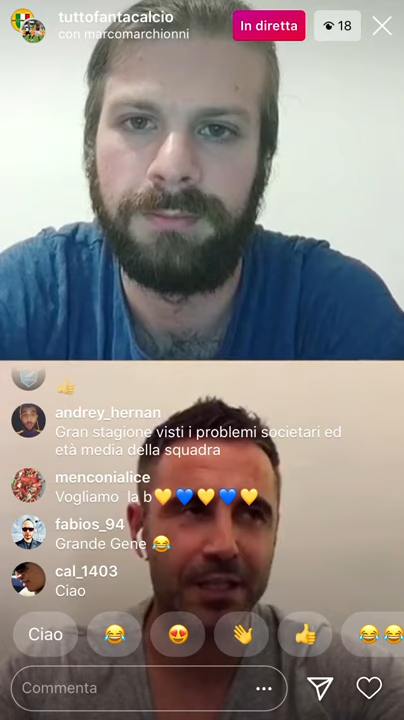 tuttofantacalcio
In diretta
18
con marcomarchionni
andrey_hernan
Gran stagione visti i problemi societari ed
età media della squadra
menconialice
Vogliamo la b💛💙💛💙💛
fabios_94
Grande Gene 😂
cal_1403
Ciao
Ciao
Commenta